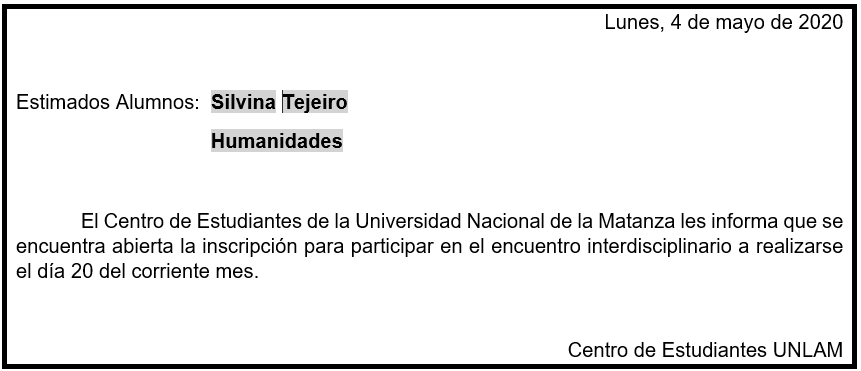 Lunes, 4 de mayo de 2020
Estimados Alumnos: Silvina Tejeiro
Humanidades
El Centro de Estudiantes de la Universidad Nacional de la Matanza les informa que se
encuentra abierta la inscripción para participar en el encuentro interdisciplinario a realizarse
el día 20 del corriente mes.
Centro de Estudiantes UNLAM